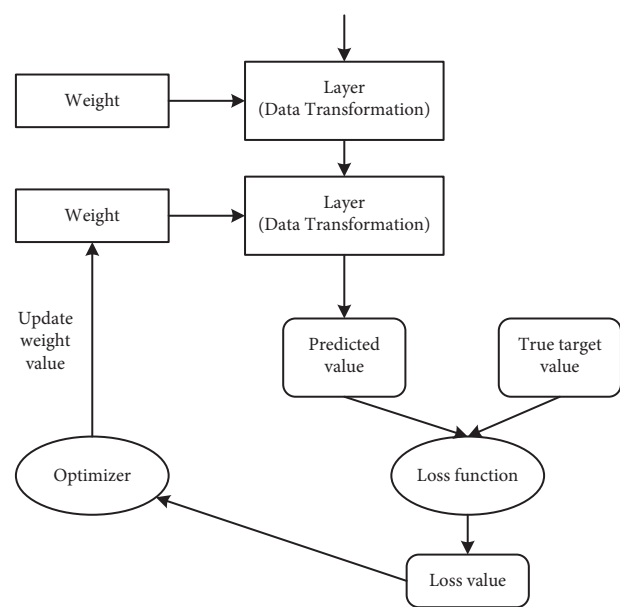 Weight
Layer
(Data Transformation)
Weight
Layer
(Data Transformation)
Update
weight
value
Predicted
value
True target
value
Optimizer
Loss function
Loss value